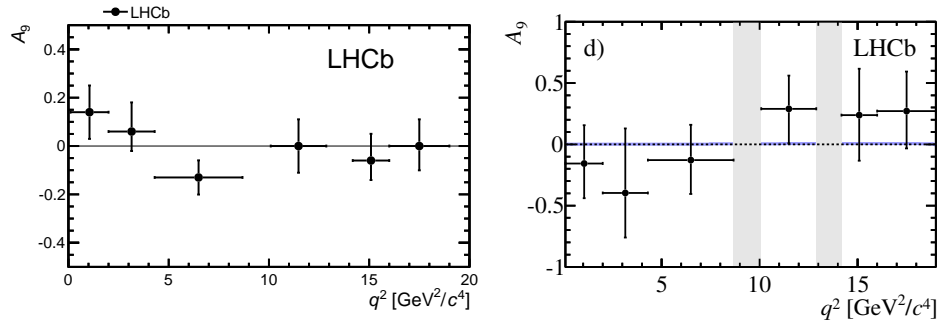 LHCb
A9
LHCb
0.4
0.2
0
-0.2
-0.4
0 5 10 15 20
q² [GeV²/c⁴]
A9
d)
LHCb
1
0.5
0
-0.5
-1
5 10 15
q² [GeV²/c⁴]